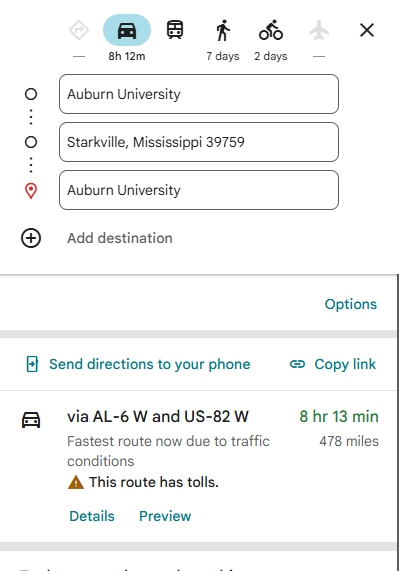 8h 12m
7 days
2 days
Auburn University
Starkville, Mississippi 39759
Auburn University
Add destination
Options
Send directions to your phone
Copy link
via AL-6 W and US-82 W
8 hr 13 min
Fastest route now due to traffic
478 miles
conditions
This route has tolls.
Details
Preview